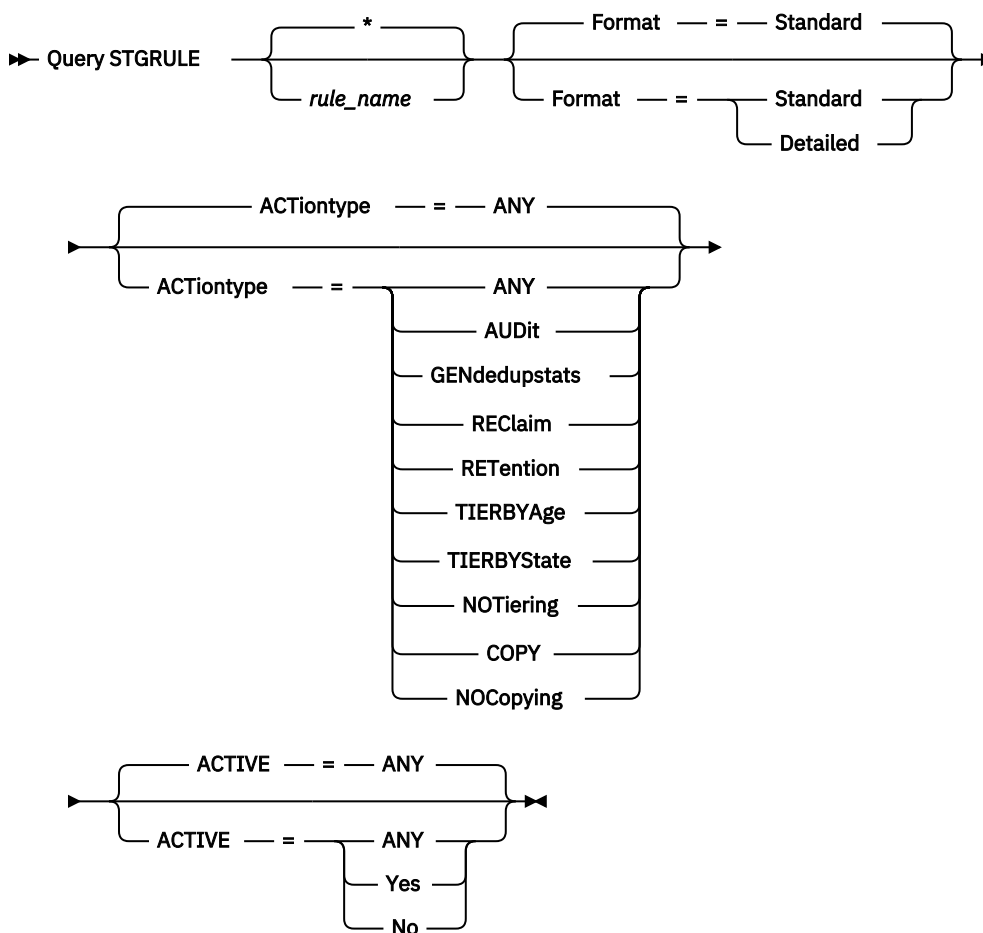 *
Format = Standard
Query STGRULE
rule_name
Format = Standard
Detailed
ACTiontype = ANY
ACTiontype = ANY
AUDit
GENdedupstats
REClaim
RETention
TIERBYAge
TIERBYState
NOTiering
COPY
NOCopying
ACTIVE = ANY
ACTIVE = ANY
Yes
No